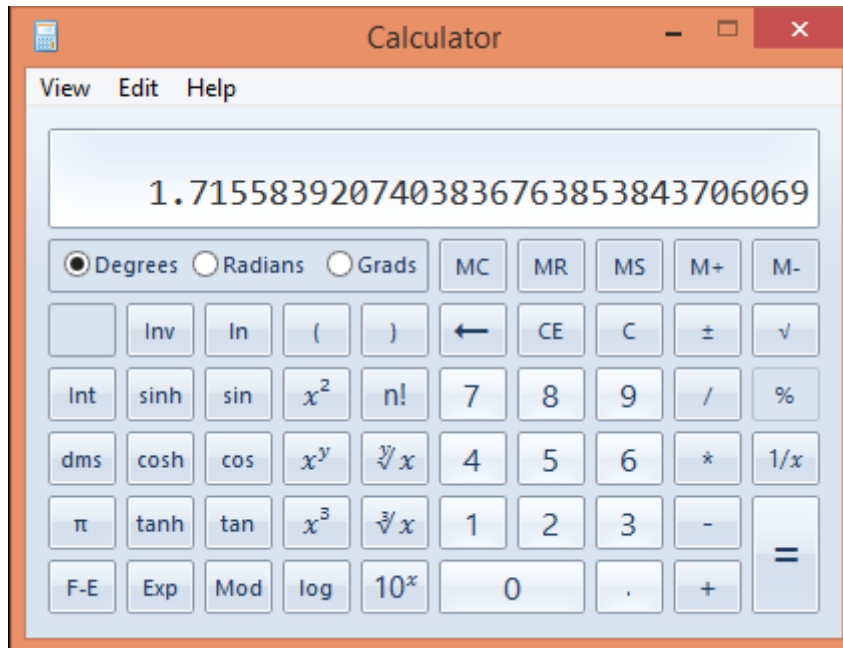 Calculator
View Edit Help
1.7155839207403836763853843706069
Degrees Radians Grads MC MR MS M+ M-
Inv ln ( ) ← CE C ± √
Int sinh sin x² n! 7 8 9 / %
dms cosh cos xʸ ʸ√x 4 5 6 * 1/x
π tanh tan x³ ³√x 1 2 3 - =
F-E Exp Mod log 10ˣ 0 . +